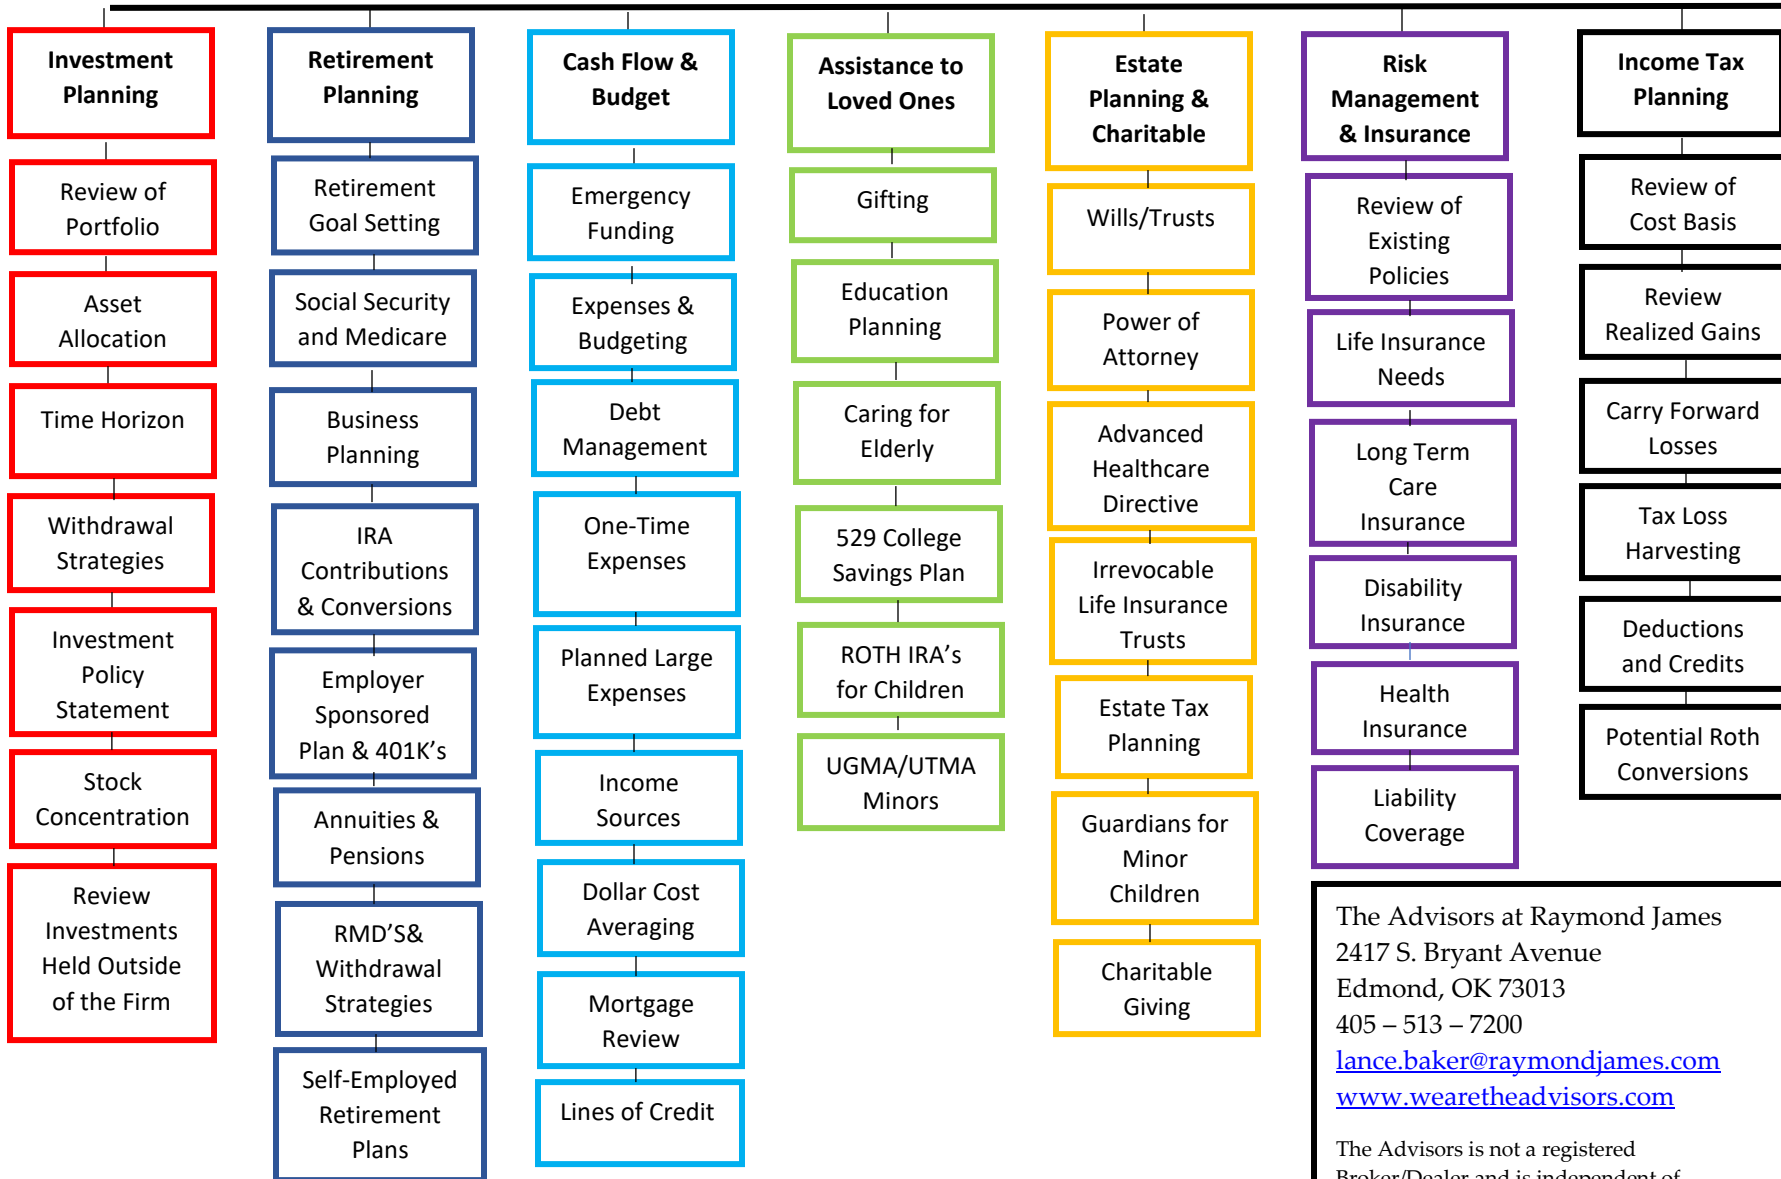 Investment
Planning
Review of
Portfolio
Asset
Allocation
Time Horizon
Withdrawal
Strategies
Investment
Policy
Statement
Stock
Concentration
Review
Investments
Held Outside
of the Firm
Retirement
Planning
Retirement
Goal Setting
Social Security
and Medicare
Business
Planning
IRA
Contributions
& Conversions
Employer
Sponsored
Plan & 401K’s
Annuities &
Pensions
RMD’S&
Withdrawal
Strategies
Self-Employed
Retirement
Plans
Cash Flow &
Budget
Emergency
Funding
Expenses &
Budgeting
Debt
Management
One-Time
Expenses
Planned Large
Expenses
Income
Sources
Dollar Cost
Averaging
Mortgage
Review
Lines of Credit
Assistance to
Loved Ones
Gifting
Education
Planning
Caring for
Elderly
529 College
Savings Plan
ROTH IRA’s
for Children
UGMA/UTMA
Minors
Estate
Planning &
Charitable
Wills/Trusts
Power of
Attorney
Advanced
Healthcare
Directive
Irrevocable
Life Insurance
Trusts
Estate Tax
Planning
Guardians for
Minor
Children
Charitable
Giving
Risk
Management
& Insurance
Review of
Existing
Policies
Life Insurance
Needs
Long Term
Care
Insurance
Disability
Insurance
Health
Insurance
Liability
Coverage
Income Tax
Planning
Review of
Cost Basis
Review
Realized Gains
Carry Forward
Losses
Tax Loss
Harvesting
Deductions
and Credits
Potential Roth
Conversions
The Advisors at Raymond James
2417 S. Bryant Avenue
Edmond, OK 73013
405 – 513 – 7200
lance.baker@raymondjames.com
www.wearetheadvisors.com
The Advisors is not a registered
Broker/Dealer and is independent of